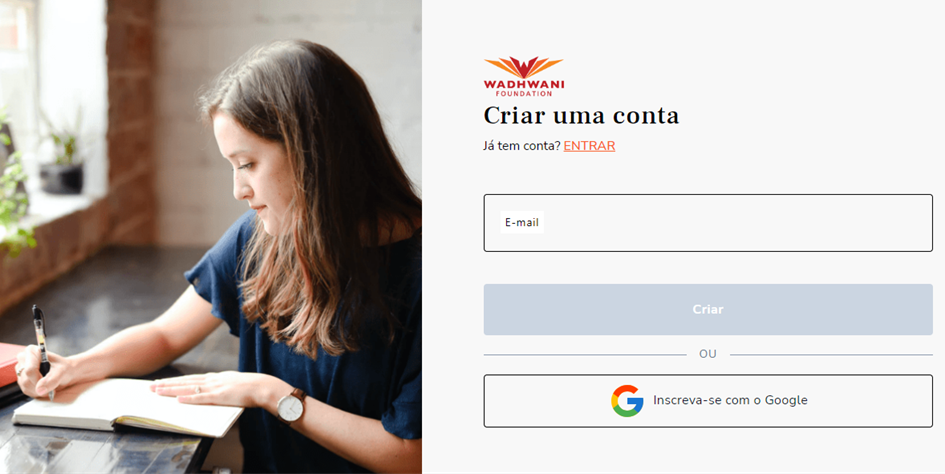 WADHWANI
FOUNDATION
Criar uma conta
Já tem conta? ENTRAR
E-mail
Criar
OU
Inscreva-se com o Google